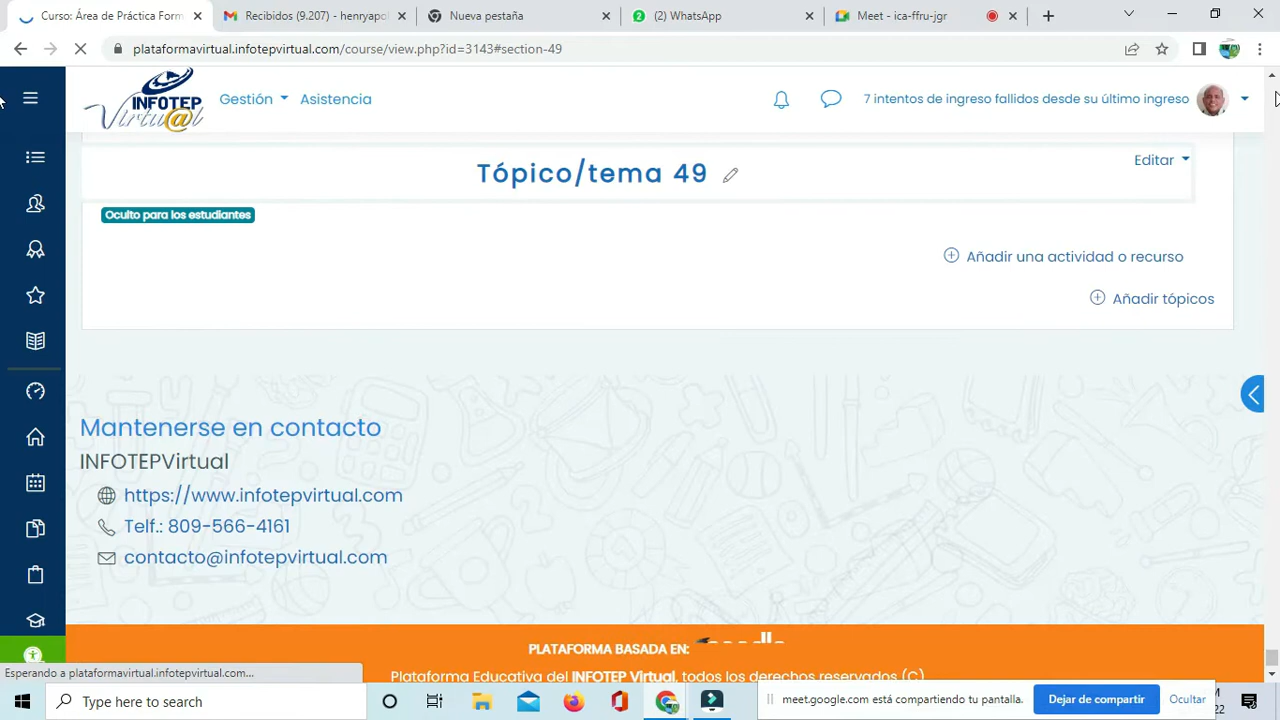 Curso: Área de Práctica Form
Recibidos (9.207) - henrypol
Nueva pestaña
(2) WhatsApp
Meet - ica-ffru-jgr
plataformavirtual.infotepvirtual.com/course/view.php?id=3143#section-49
INFOTEP
Virtu@l
Gestión
Asistencia
7 intentos de ingreso fallidos desde su último ingreso
Tópico/tema 49
Editar
Oculto para los estudiantes
Añadir una actividad o recurso
Añadir tópicos
Mantenerse en contacto
INFOTEPVirtual
https://www.infotepvirtual.com
Telf.: 809-566-4161
contacto@infotepvirtual.com
PLATAFORMA BASADA EN:
Esperando a plataformavirtual.infotepvirtual.com...
Plataforma Educativa del INFOTEP Virtual, todos los derechos reservados (C)
Type here to search
meet.google.com está compartiendo tu pantalla.
Dejar de compartir
Ocultar